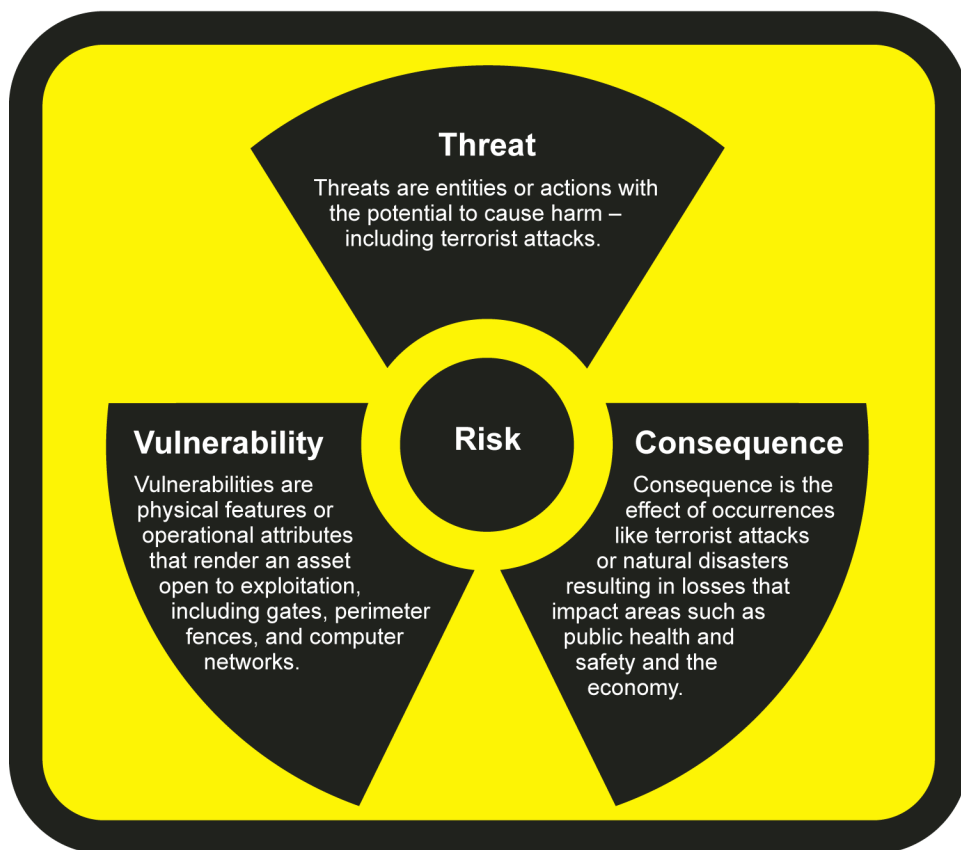 Threat
Threats are entities or actions with
the potential to cause harm –
including terrorist attacks.
Risk
Vulnerability
Vulnerabilities are
physical features or
operational attributes
that render an asset
open to exploitation,
including gates, perimeter
fences, and computer
networks.
Consequence
Consequence is the
effect of occurrences
like terrorist attacks
or natural disasters
resulting in losses that
impact areas such as
public health and
safety and the
economy.